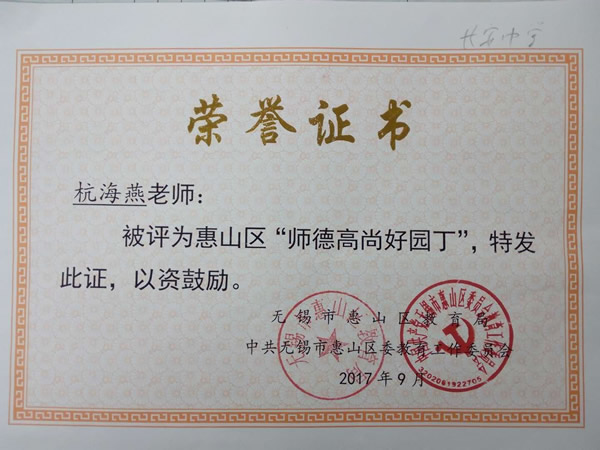 长安中学
荣誉证书
杭海燕老师：
被评为惠山区“师德高尚好园丁”，特发
此证，以资鼓励。
无锡市惠山区教育局
中共无锡市惠山区委教育工作委员会
2017年9月
3202061922705